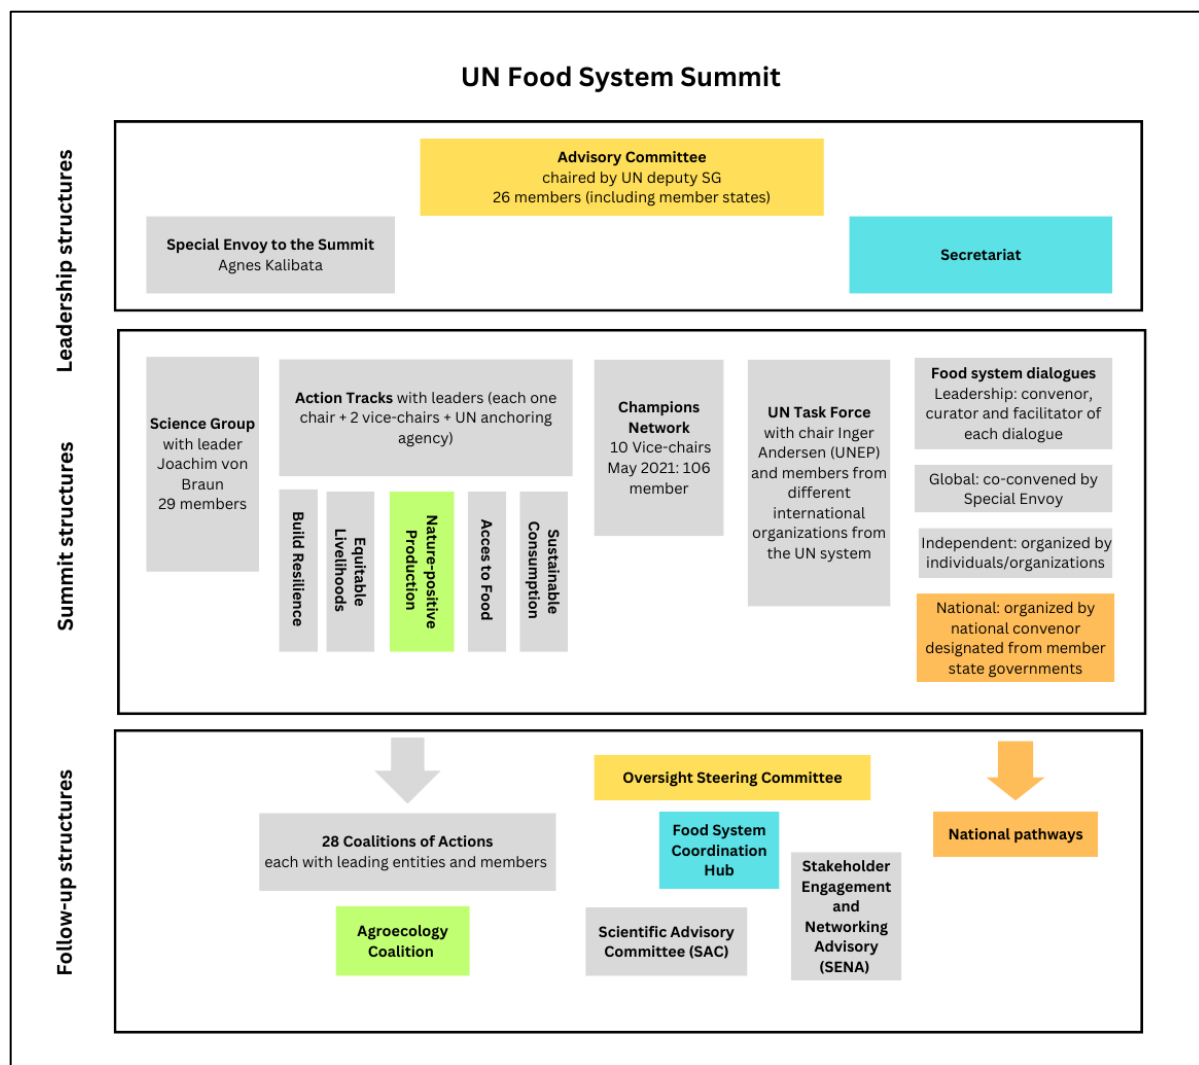 UN Food System Summit
Leadership structures
Advisory Committee
chaired by UN deputy SG
26 members (including member states)
Special Envoy to the Summit
Agnes Kalibata
Secretariat
Summit structures
Science Group
with leader
Joachim von
Braun
29 members
Action Tracks with leaders (each one
chair + 2 vice-chairs + UN anchoring
agency)
Build Resilience
Equitable
Livelihoods
Nature-positive
Production
Acces to Food
Sustainable
Consumption
Champions
Network
10 Vice-chairs
May 2021: 106
member
UN Task Force
with chair Inger
Andersen (UNEP)
and members from
different
international
organizations from
the UN system
Food system dialogues
Leadership: convenor,
curator and facilitator of
each dialogue
Global: co-convened by
Special Envoy
Independent: organized by
individuals/organizations
National: organized by
national convenor
designated from member
state governments
Follow-up structures
28 Coalitions of Actions
each with leading entities and members
Agroecology
Coalition
Oversight Steering Committee
Food System
Coordination
Hub
Scientific Advisory
Committee (SAC)
Stakeholder
Engagement
and
Networking
Advisory
(SENA)
National pathways